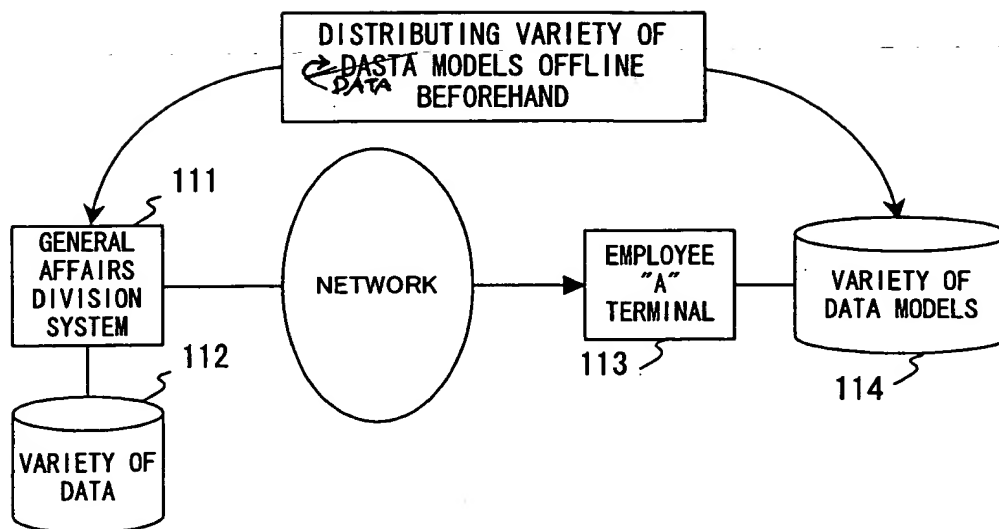 DISTRIBUTING VARIETY OF
DASTA MODELS OFFLINE
DATA
BEFOREHAND
111
GENERAL
AFFAIRS
DIVISION
SYSTEM
NETWORK
EMPLOYEE
"A"
TERMINAL
113
VARIETY OF
DATA MODELS
114
112
VARIETY OF
DATA